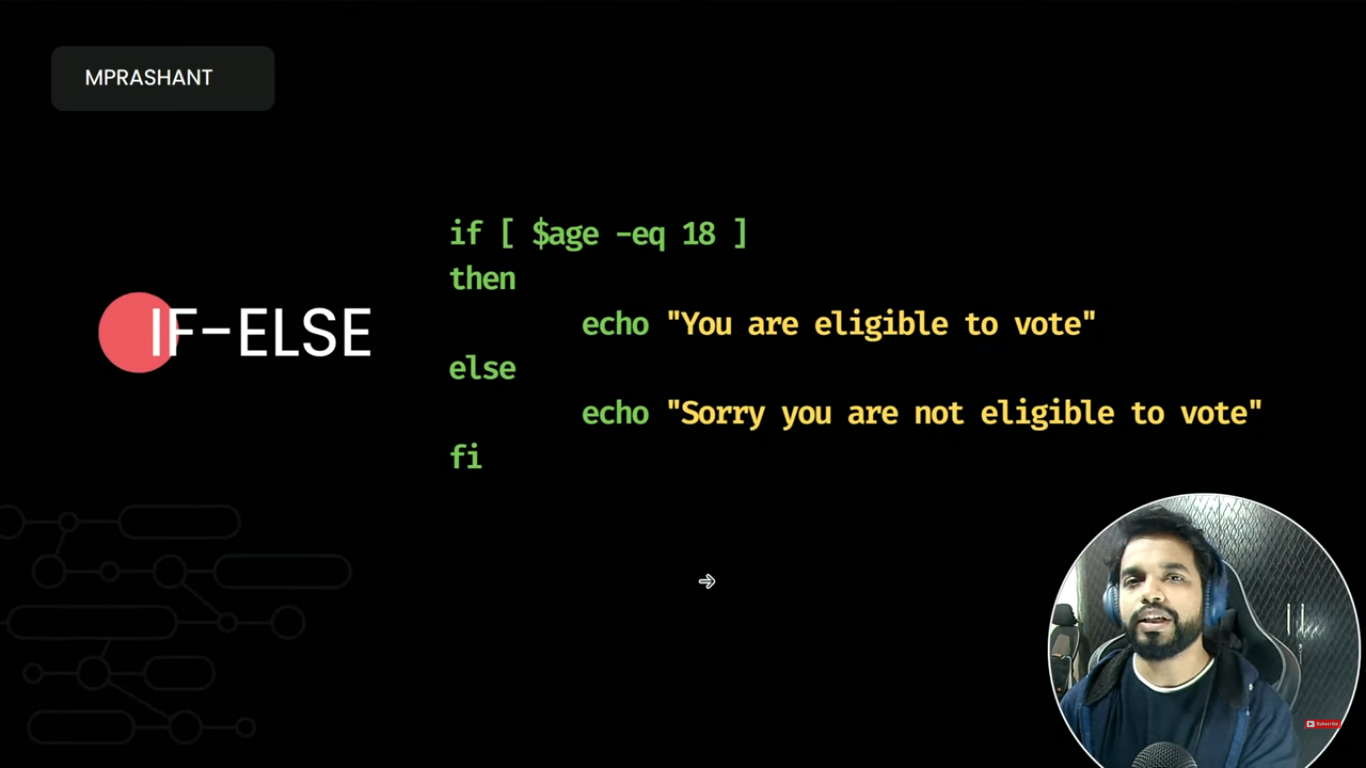 MPRASHANT
IF-ELSE
if [ $age -eq 18 ]
then
echo "You are eligible to vote"
else
echo "Sorry you are not eligible to vote"
fi
Subscribe